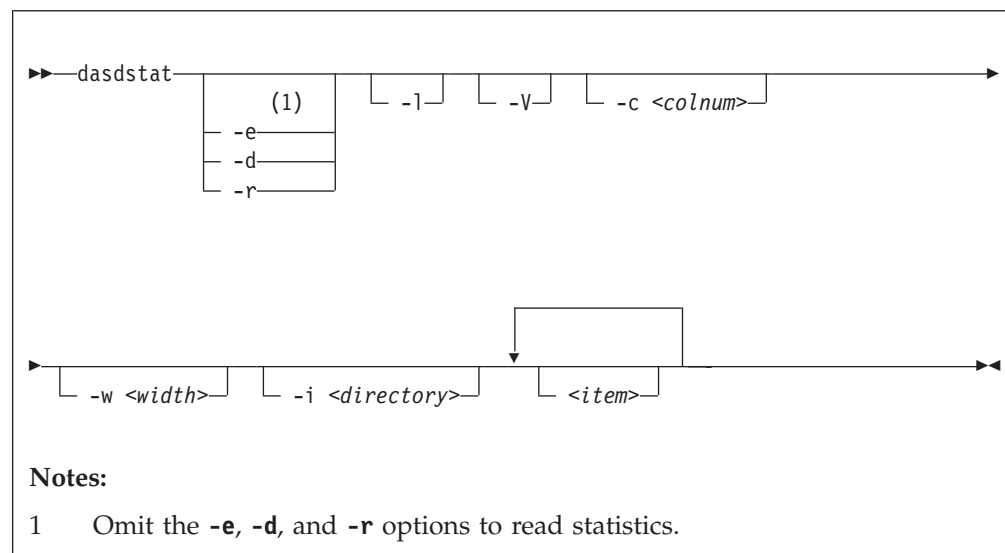 dasdstat
(1)
-e
-d
-r
-l
-V
-c <colnum>
-w <width>
-i <directory>
<item>
Notes:
1 Omit the -e, -d, and -r options to read statistics.